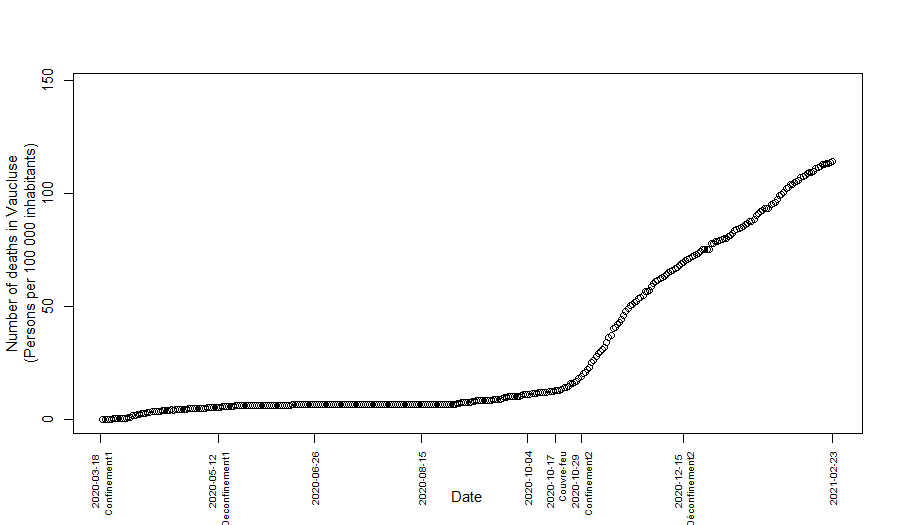 Number of deaths in Vaucluse
(Persons per 100 000 inhabitants)
150
100
50
0
2020-03-18
Confinement1
2020-05-12
Deconfinement1
2020-06-26
2020-08-15
2020-10-04
2020-10-17
Couvre-feu
2020-10-29
Confinement2
2020-12-15
Déconfinement2
2021-02-23
Date